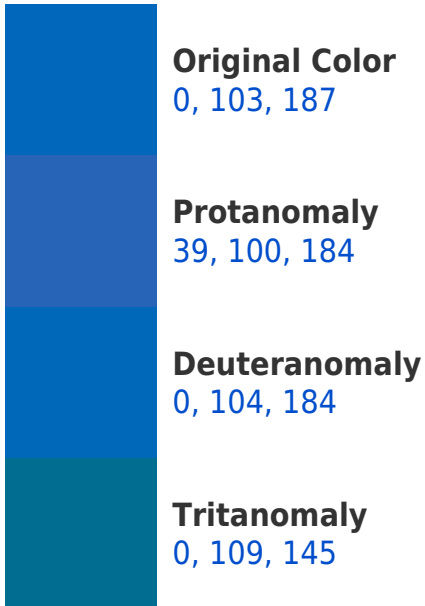 Original Color
0, 103, 187
Protanomaly
39, 100, 184
Deuteranomaly
0, 104, 184
Tritanomaly
0, 109, 145